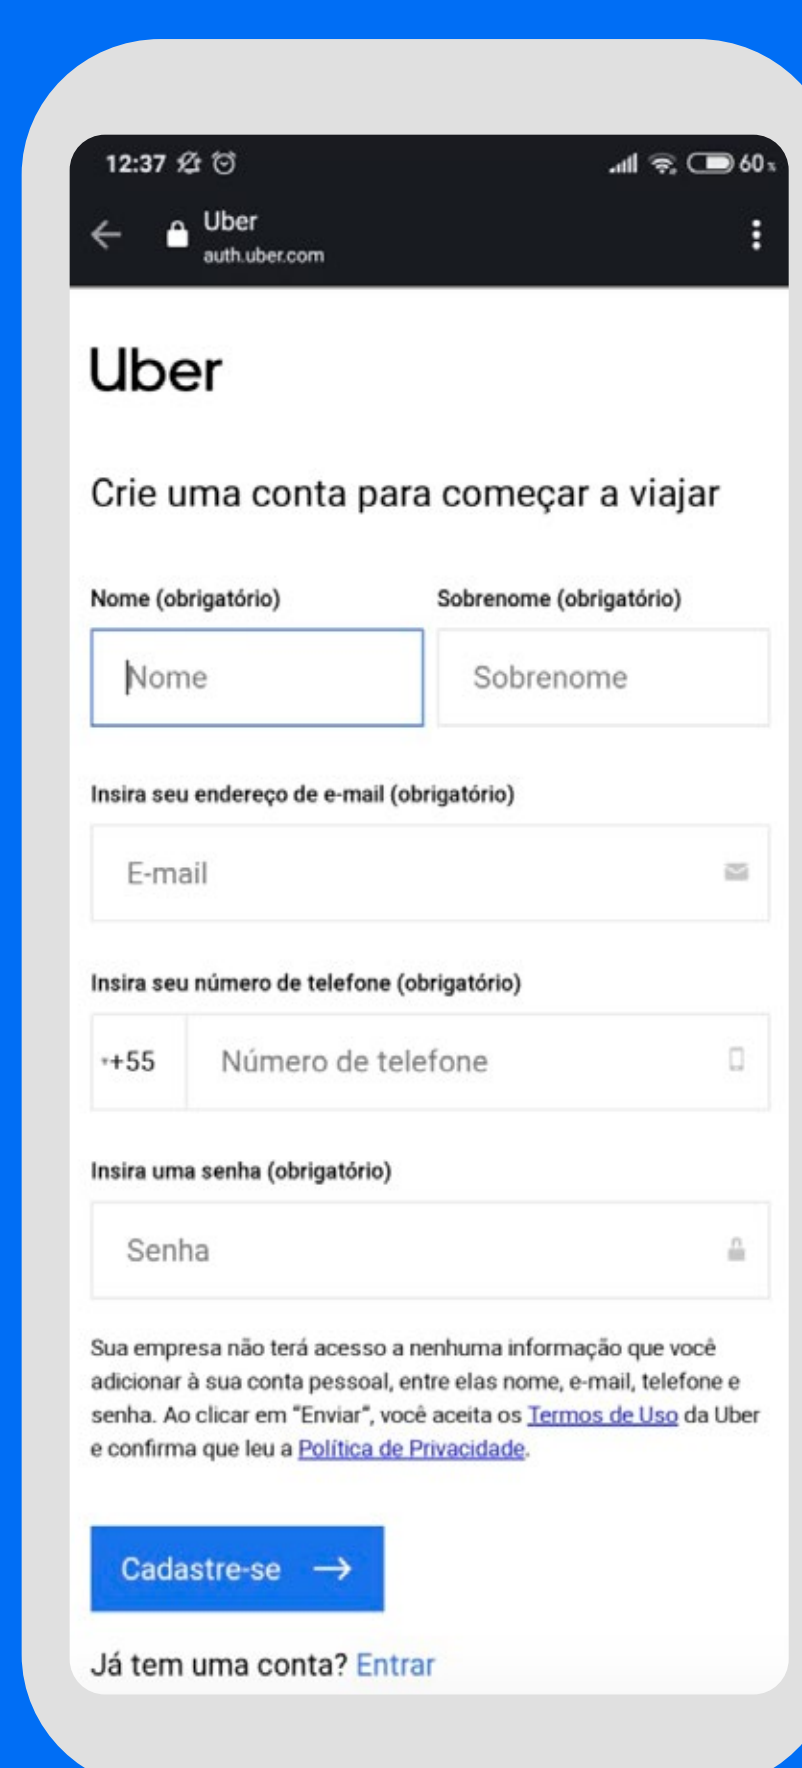 12:37 60%
Uber
auth.uber.com
Uber
Crie uma conta para começar a viajar
Nome (obrigatório) Sobrenome (obrigatório)
Nome Sobrenome
Insira seu endereço de e-mail (obrigatório)
E-mail
Insira seu número de telefone (obrigatório)
+55 Número de telefone
Insira uma senha (obrigatório)
Senha
Sua empresa não terá acesso a nenhuma informação que você
adicionar à sua conta pessoal, entre elas nome, e-mail, telefone e
senha. Ao clicar em “Enviar”, você aceita os Termos de Uso da Uber
e confirma que leu a Política de Privacidade.
Cadastre-se →
Já tem uma conta? Entrar